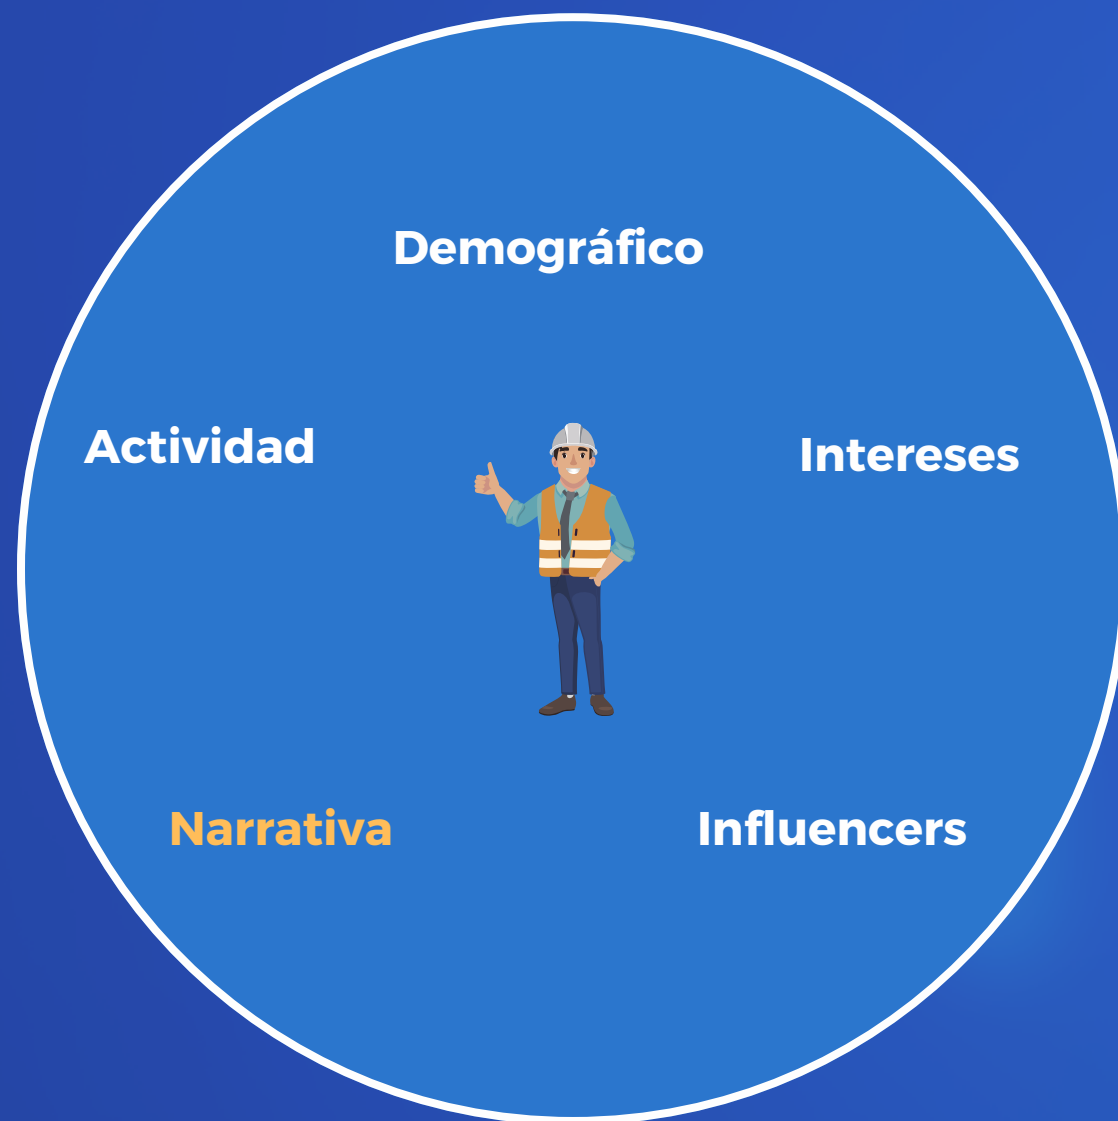 Demográfico
Actividad
Intereses
Narrativa
Influencers